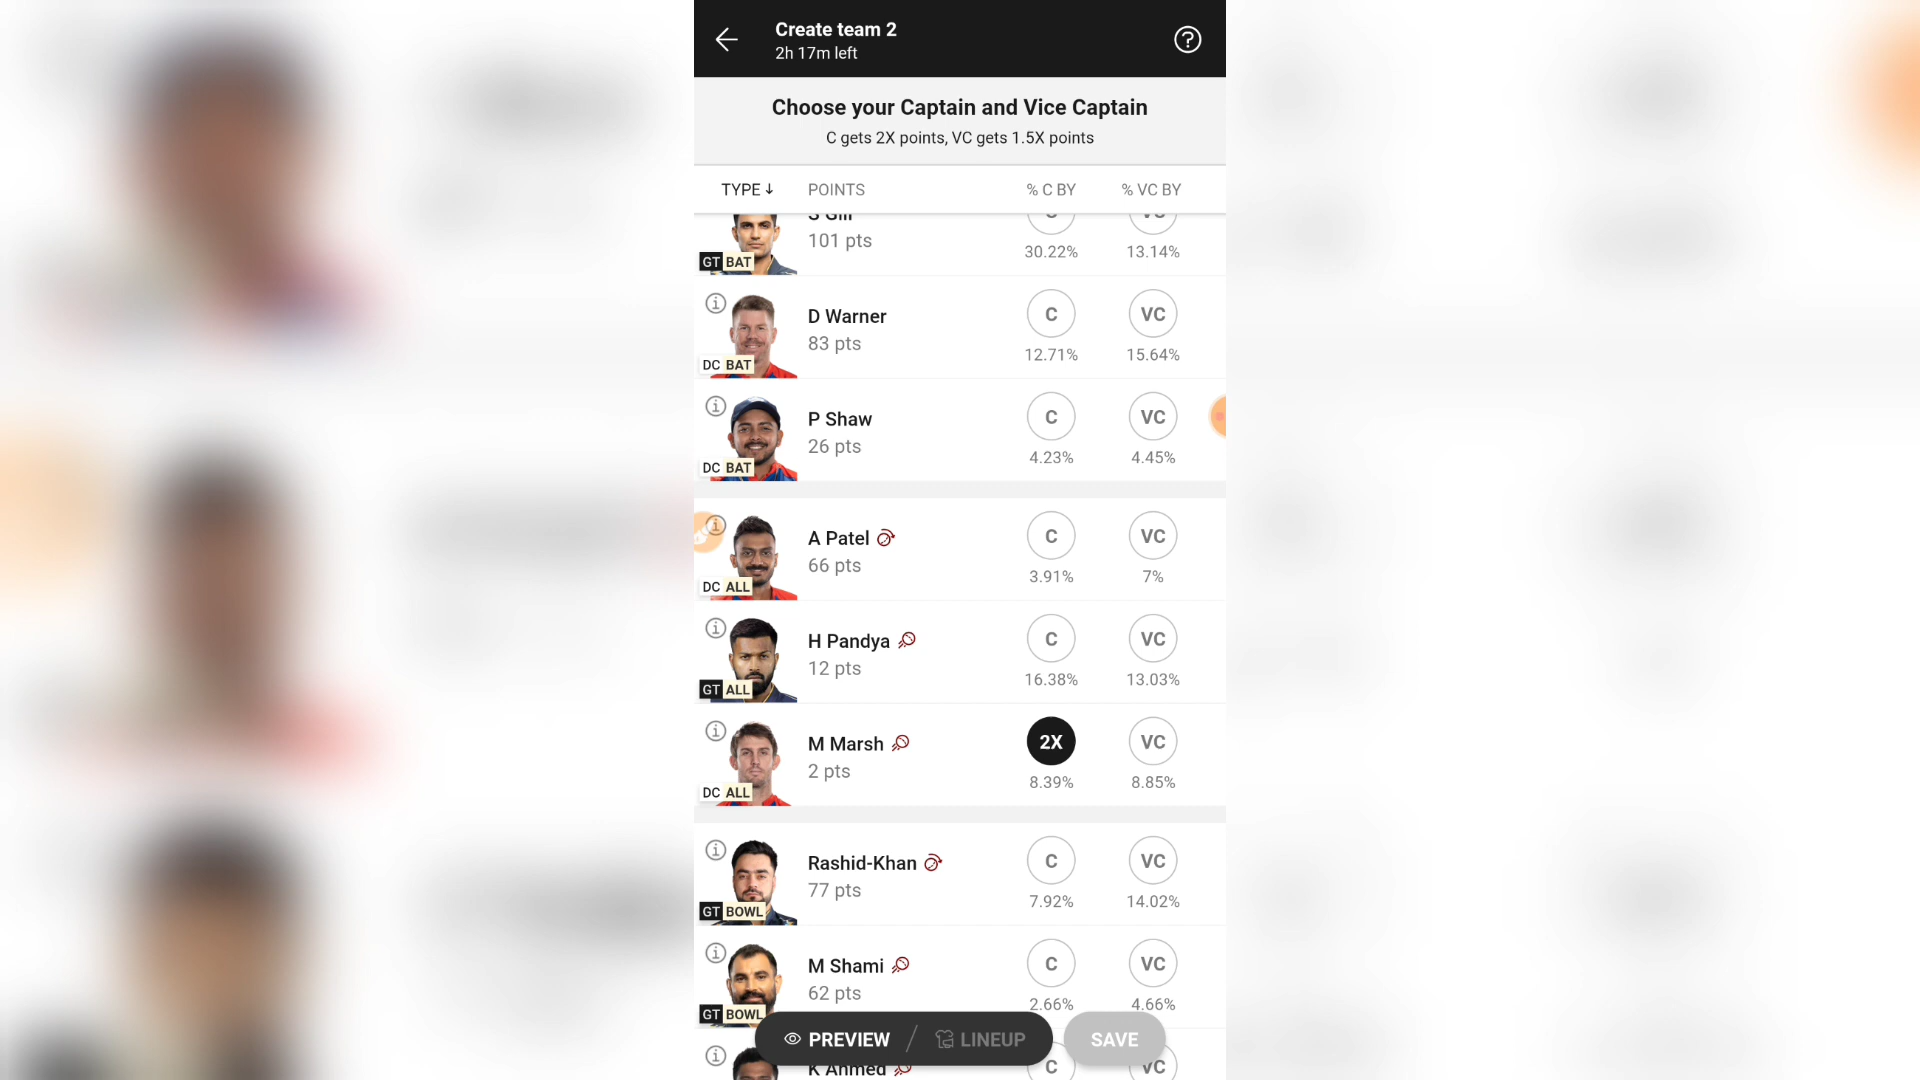 Create team 2
2h 17m left
Choose your Captain and Vice Captain
C gets 2X points, VC gets 1.5X points
TYPE↓ POINTS % C BY % VC BY
S Gill C VC
101 pts
GT BAT 30.22% 13.14%
D Warner C VC
83 pts
DC BAT 12.71% 15.64%
P Shaw C VC
26 pts
DC BAT 4.23% 4.45%
A Patel C VC
66 pts
DC ALL 3.91% 7%
H Pandya C VC
12 pts
GT ALL 16.38% 13.03%
M Marsh 2X VC
2 pts
DC ALL 8.39% 8.85%
Rashid-Khan C VC
77 pts
GT BOWL 7.92% 14.02%
M Shami C VC
62 pts
GT BOWL 2.66% 4.66%
PREVIEW / LINEUP SAVE
K Ahmed C VC